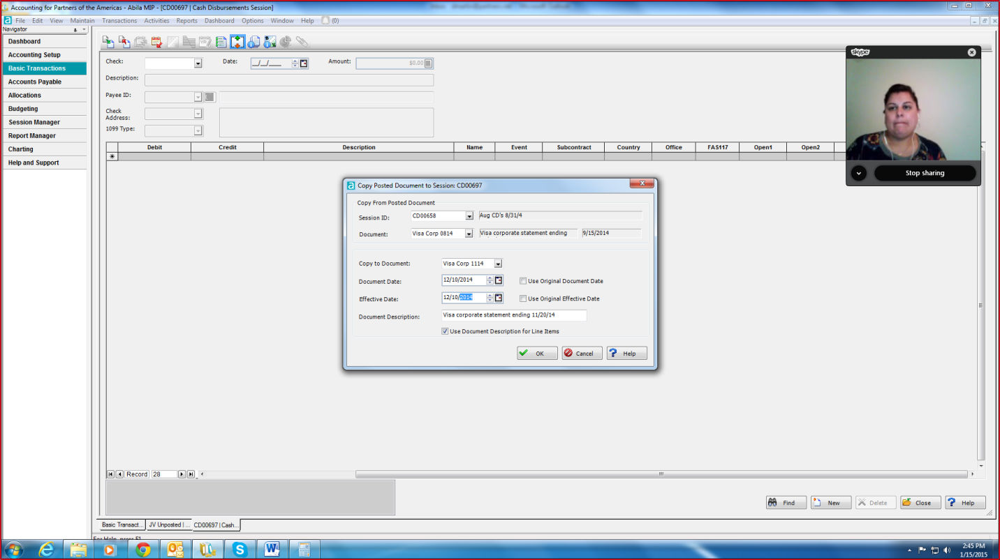 Accounting for Partners of the Americas - Abila MIP - [CD00697 | Cash Disbursements Session]
File Edit View Maintain Transactions Activities Reports Dashboard Options Window Help (0)
Navigator
Dashboard
Accounting Setup
Basic Transactions
Accounts Payable
Allocations
Budgeting
Session Manager
Report Manager
Charting
Help and Support
Check: Date: __/__/____ Amount: $0.00
Description:
Payee ID:
Check
Address:
1099 Type:
Debit Credit Description Name Event Subcontract Country Office FAS117 Open1 Open2
skype
Stop sharing
Copy Posted Document to Session: CD00697
Copy From Posted Document
Session ID: CD00658 Aug CD's 8/31/4
Document: Visa Corp 0814 Visa corporate statement ending 9/15/2014
Copy to Document: Visa Corp 1114
Document Date: 12/10/2014 Use Original Document Date
Effective Date: 12/10/2014 Use Original Effective Date
Document Description: Visa corporate statement ending 11/20/14
Use Document Description for Line Items
OK Cancel Help
Record 28
Find New Delete Close Help
Basic Transact... JV Unposted | ... CD00697 | Cash...
For Help, press F1
2:45 PM
1/15/2015